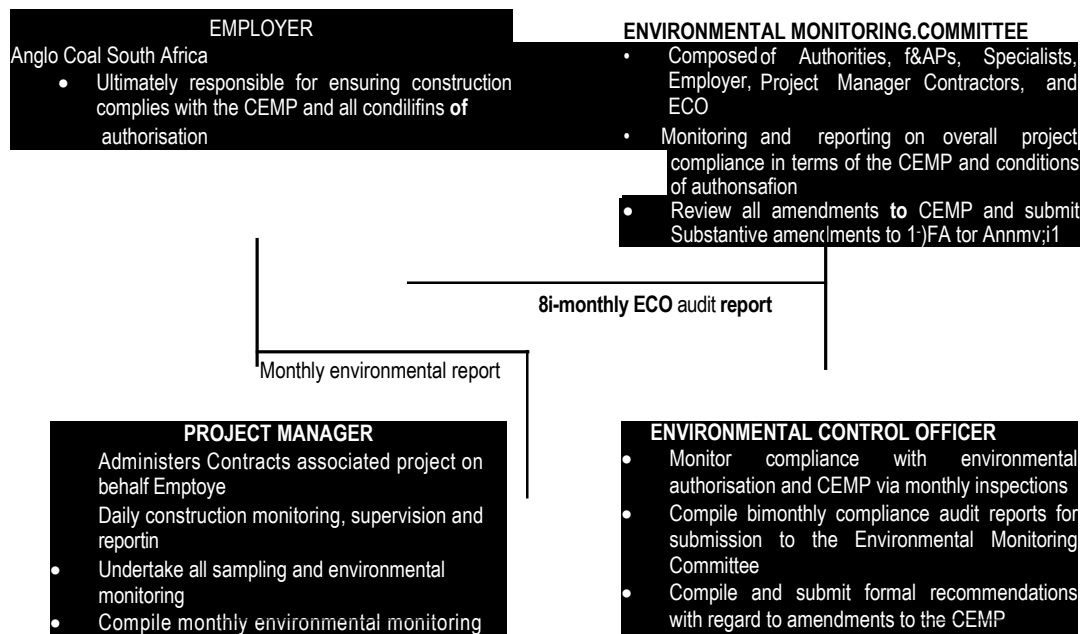 EMPLOYER
Anglo Coal South Africa
• Ultimately responsible for ensuring construction
complies with the CEMP and all condilifins of
authorisation
ENVIRONMENTAL MONITORING.COMMITTEE
• Composed of Authorities, f&APs, Specialists,
Employer, Project Manager Contractors, and
ECO
• Monitoring and reporting on overall project
compliance in terms of the CEMP and conditions
of authonsafion
• Review all amendments to CEMP and submit
Substantive amendments to 1-)FA tor Annmv;i1
8i-monthly ECO audit report
Monthly environmental report
PROJECT MANAGER
Administers Contracts associated project on
behalf Emptoye
Daily construction monitoring, supervision and
reportin
• Undertake all sampling and environmental
monitoring
• Compile monthly environmental monitoring
ENVIRONMENTAL CONTROL OFFICER
• Monitor compliance with environmental
authorisation and CEMP via monthly inspections
• Compile bimonthly compliance audit reports for
submission to the Environmental Monitoring
Committee
• Compile and submit formal recommendations
with regard to amendments to the CEMP